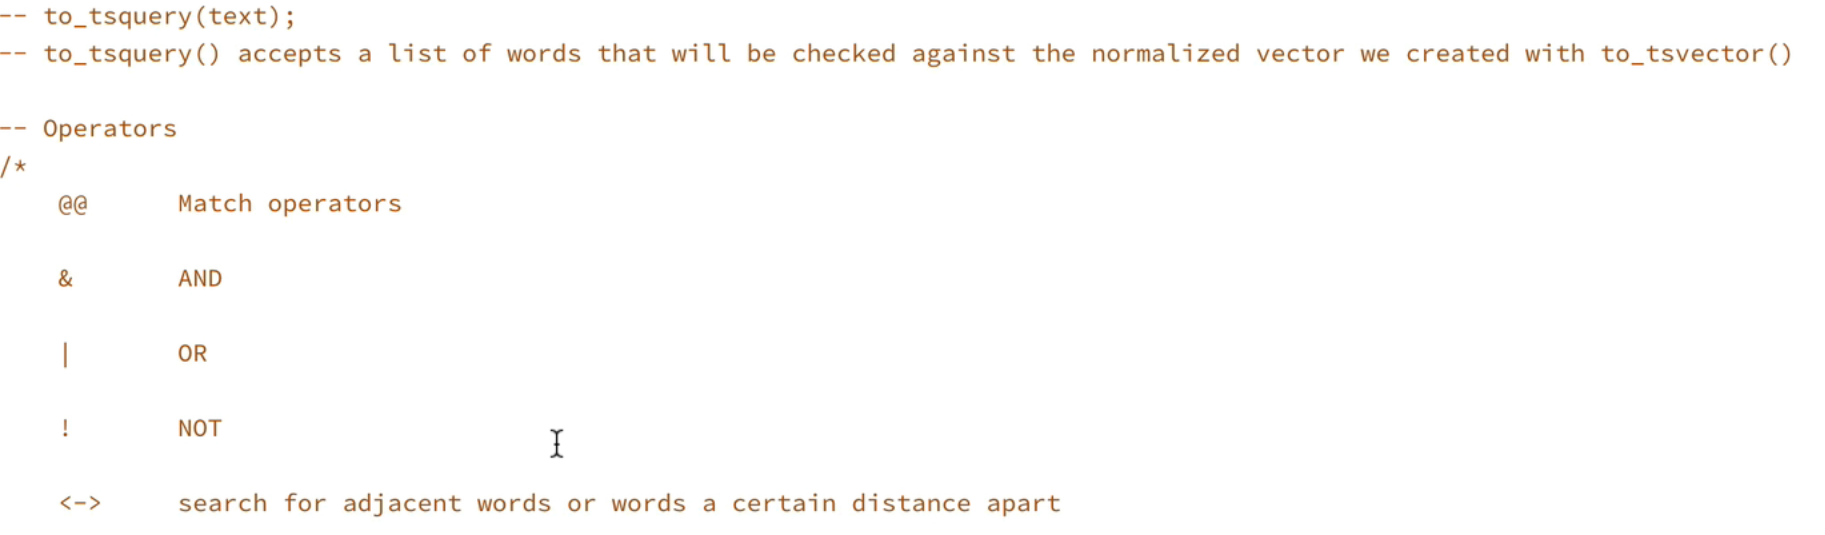 -- to_tsquery(text);
-- to_tsquery() accepts a list of words that will be checked against the normalized vector we created with to_tsvector()
-- Operators
/*
@@ Match operators
& AND
| OR
! NOT
<-> search for adjacent words or words a certain distance apart